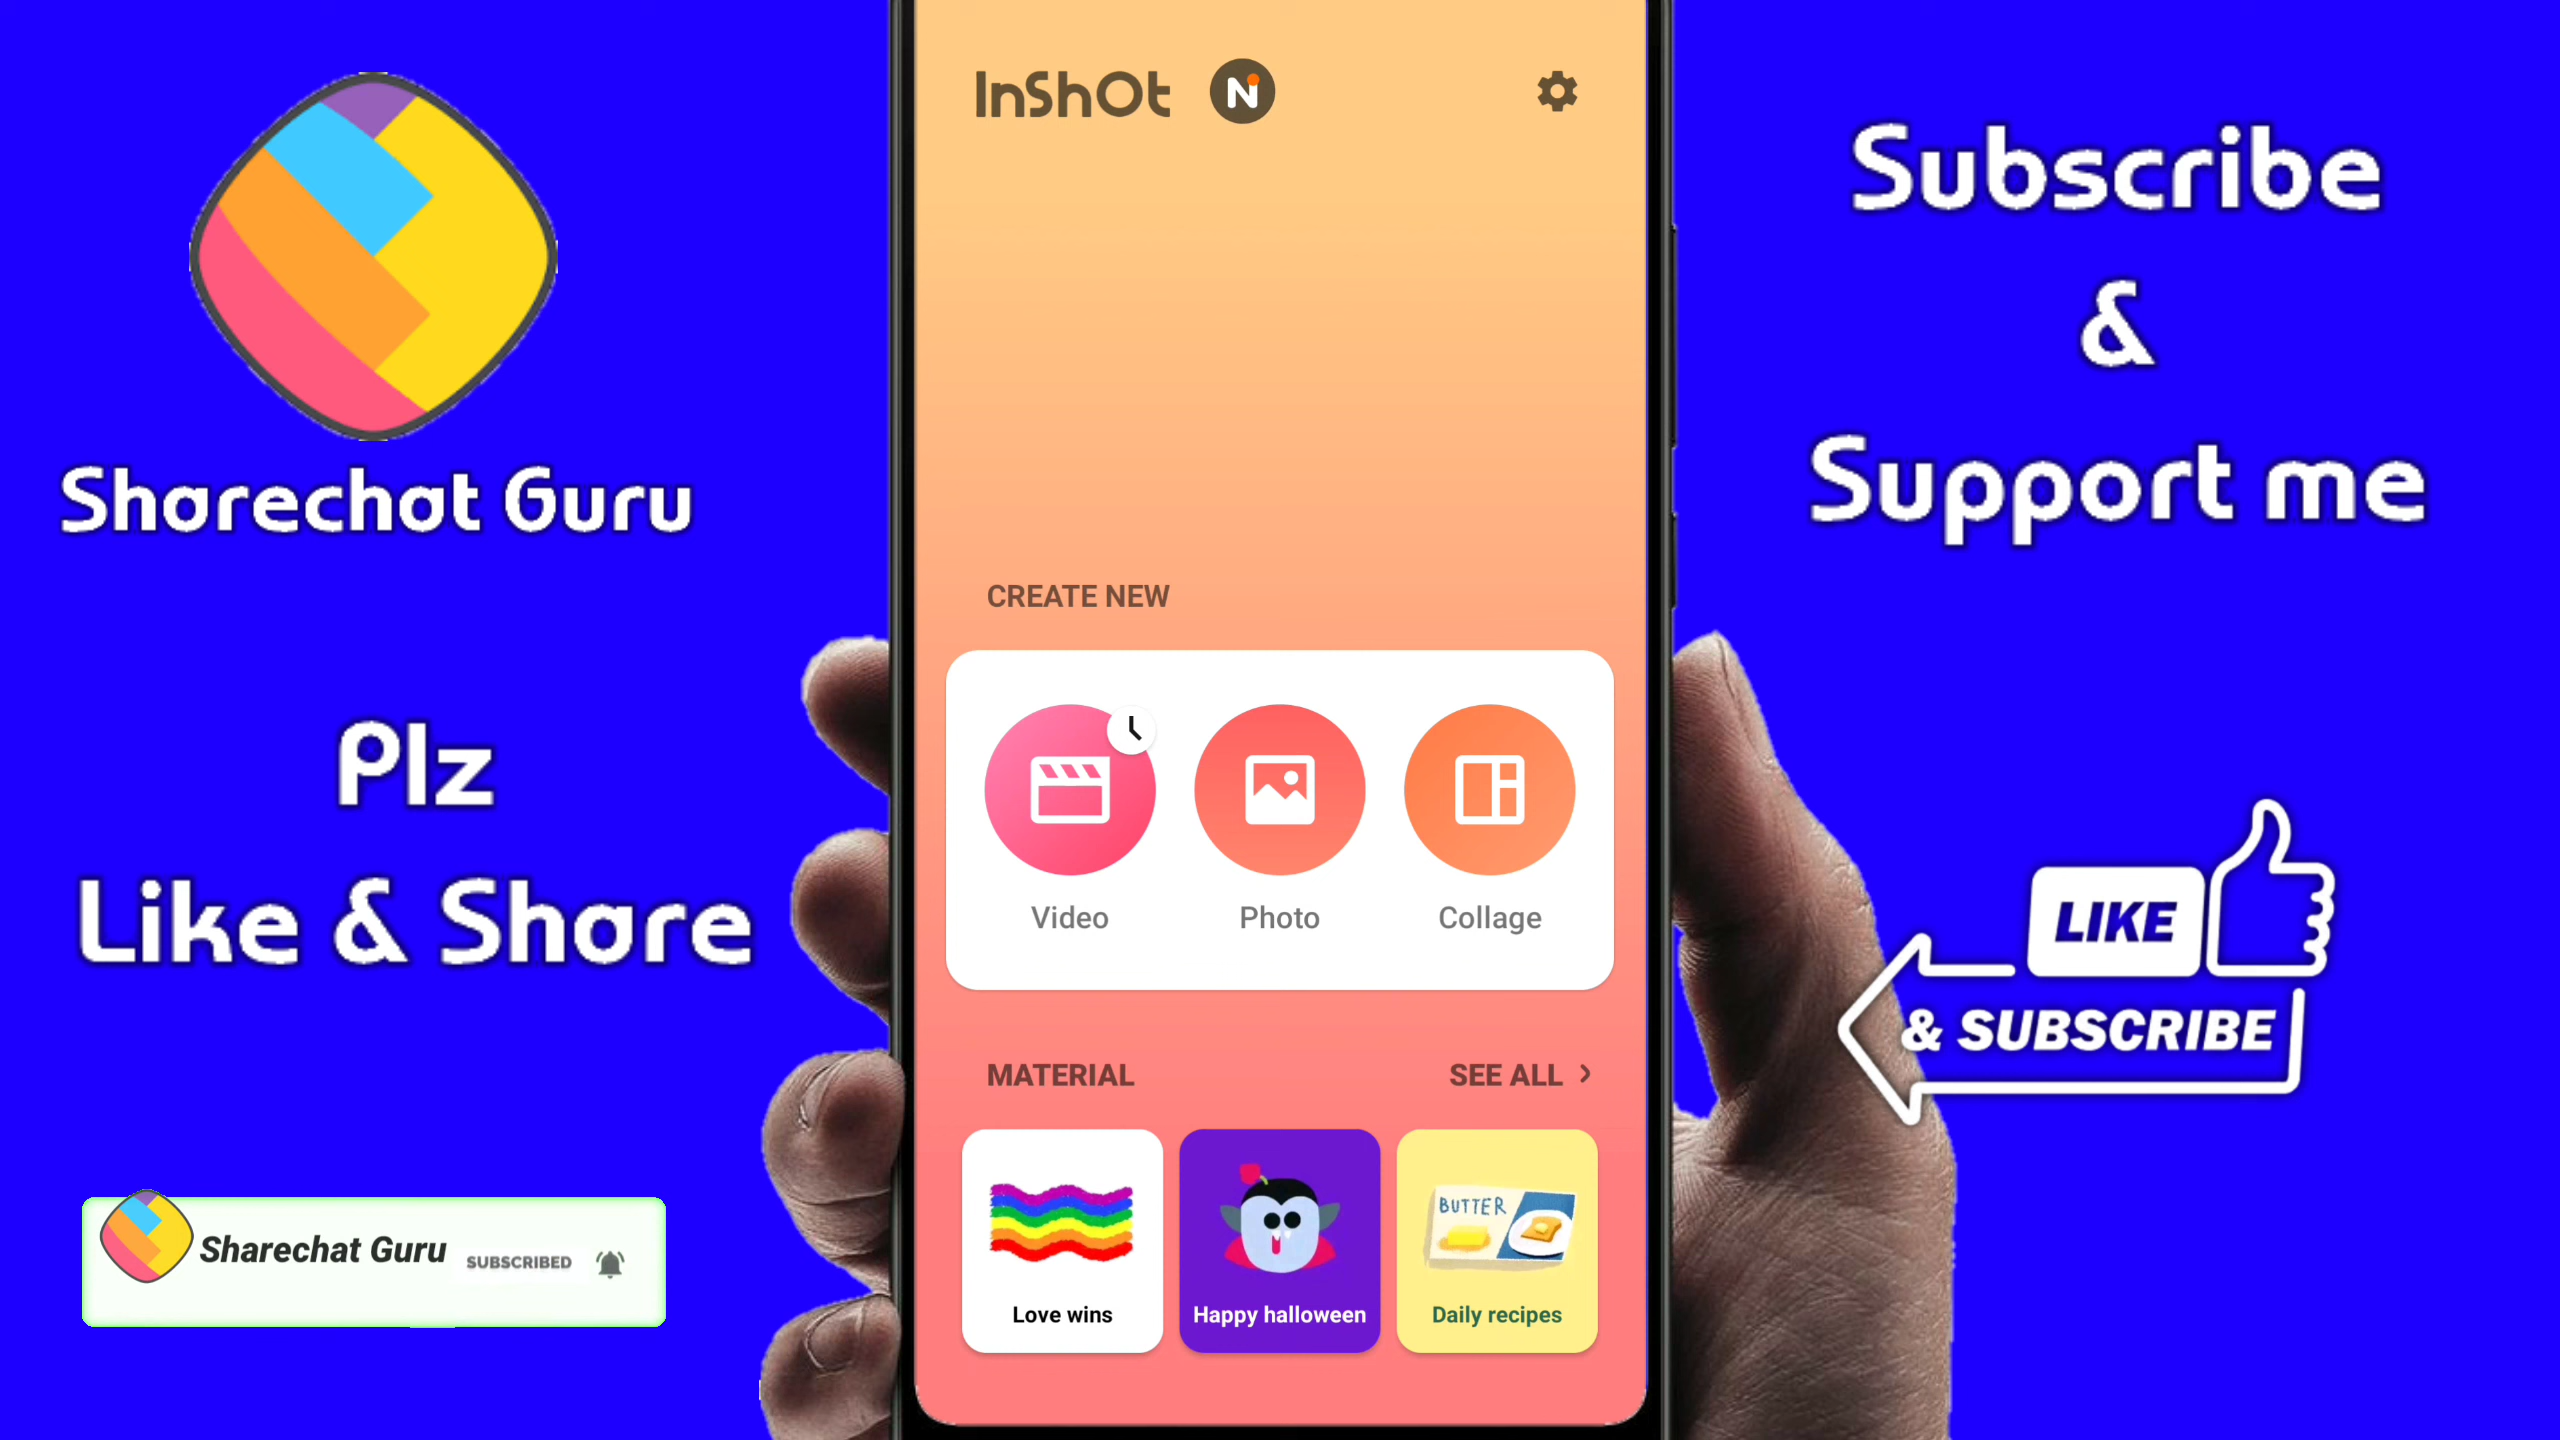 Sharechat Guru
Plz
Like & Share
Sharechat Guru SUBSCRIBED
InShOt N
CREATE NEW
Video Photo Collage
MATERIAL SEE ALL >
BUTTER
Love wins Happy halloween Daily recipes
Subscribe
&
Support me
LIKE
& SUBSCRIBE